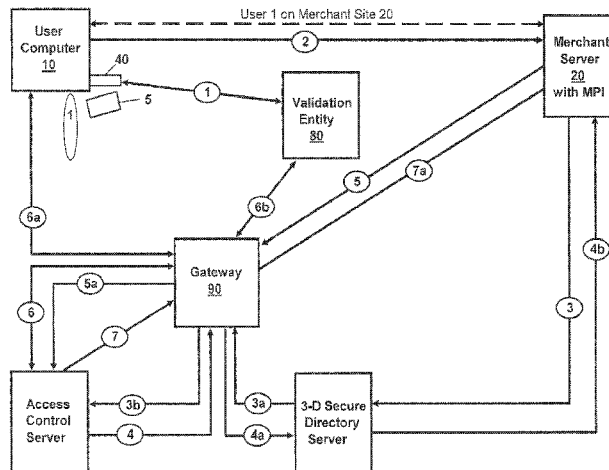 User 1 on Merchant Site 20
User
Computer
10
40
2
Merchant
Server
20
with MPI
1
5
1
Validation
Entity
80
5
7a
6a
6b
4b
Gateway
90
5a
6
7
3
3b
3a
4
4a
Access
Control
Server
3-D Secure
Directory
Server